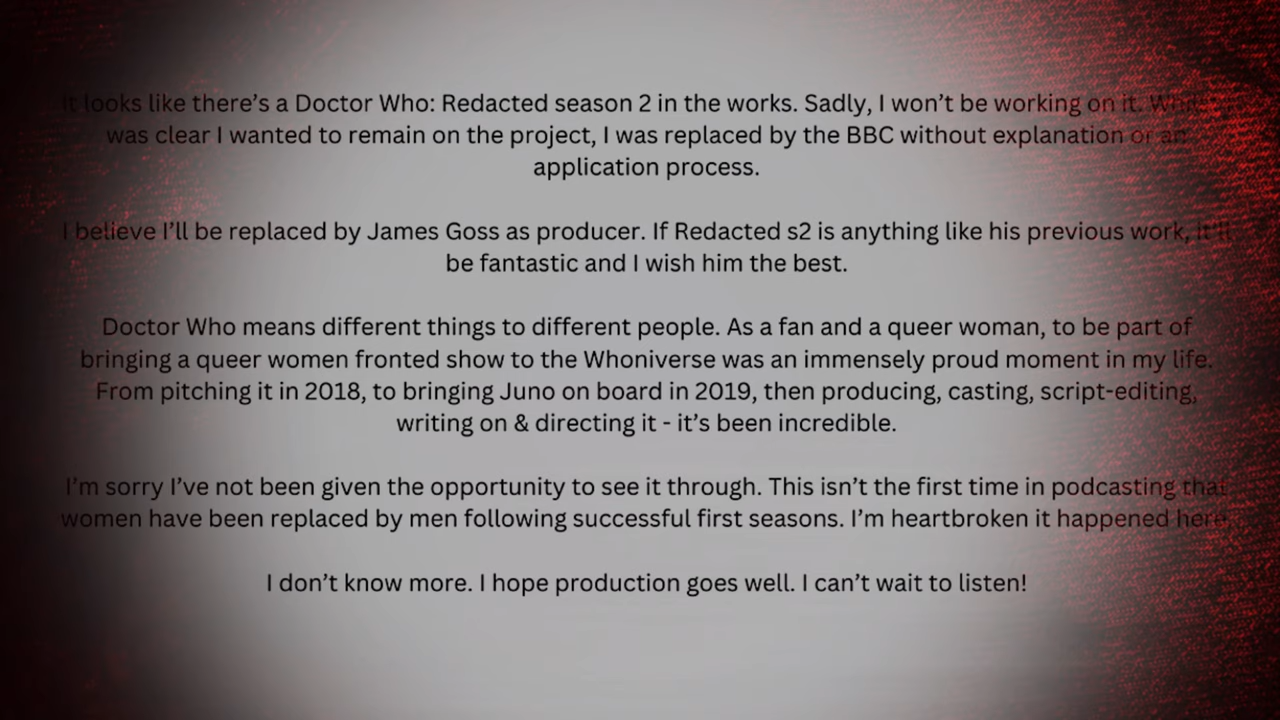 It looks like there's a Doctor Who: Redacted season 2 in the works. Sadly, I won't be working on it.
was clear I wanted to remain on the project, I was replaced by the BBC without explanation or an
application process.
I believe I'll be replaced by James Goss as producer. If Redacted s2 is anything like his previous work, it'll
be fantastic and I wish him the best.
Doctor Who means different things to different people. As a fan and a queer woman, to be part of
bringing a queer women fronted show to the Whoniverse was an immensely proud moment in my life.
From pitching it in 2018, to bringing Juno on board in 2019, then producing, casting, script-editing,
writing on & directing it - it's been incredible.
I'm sorry I've not been given the opportunity to see it through. This isn't the first time in podcasting that
women have been replaced by men following successful first seasons. I'm heartbroken it happened here.
I don't know more. I hope production goes well. I can't wait to listen!